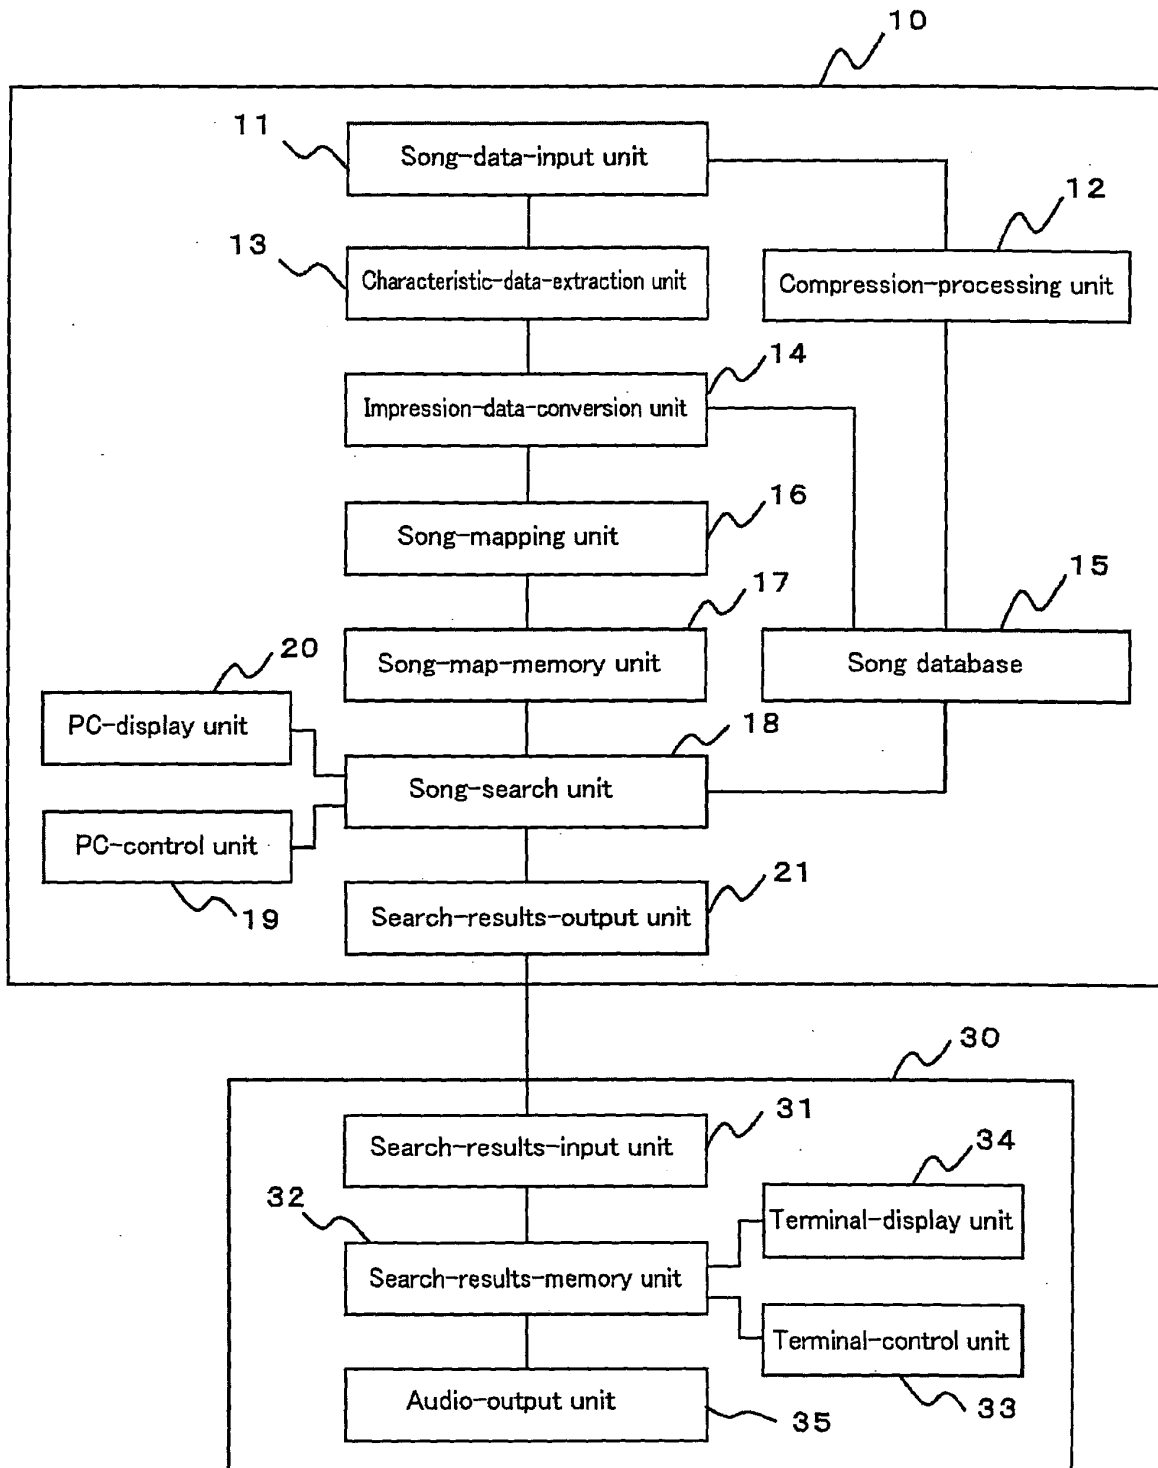 10
11
Song-data-input unit
12
13
Characteristic-data-extraction unit
Compression-processing unit
14
Impression-data-conversion unit
16
Song-mapping unit
17
15
Song-map-memory unit
Song database
20
PC-display unit
18
Song-search unit
PC-control unit
19
21
Search-results-output unit
30
31
Search-results-input unit
34
32
Terminal-display unit
Search-results-memory unit
Terminal-control unit
33
Audio-output unit
35